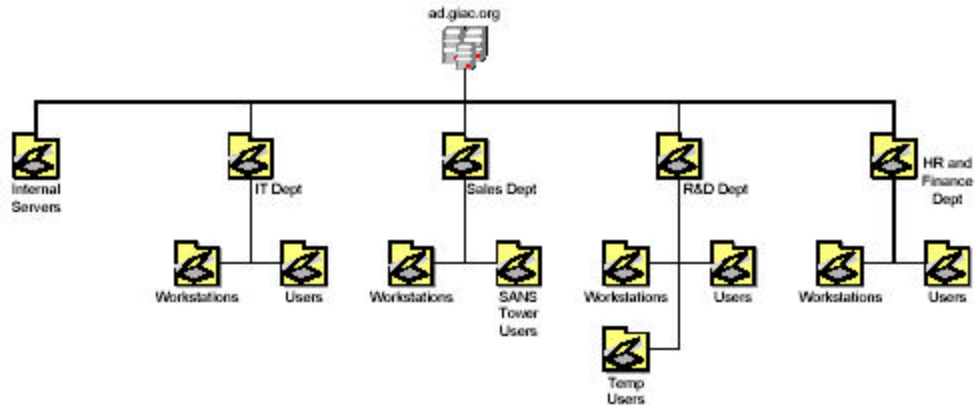 ad.giac.org
Internal
Servers
IT Dept
Sales Dept
R&D Dept
HR and
Finance
Dept
Workstations
Users
Workstations
SANS
Tower
Users
Workstations
Users
Workstations
Users
Temp
Users